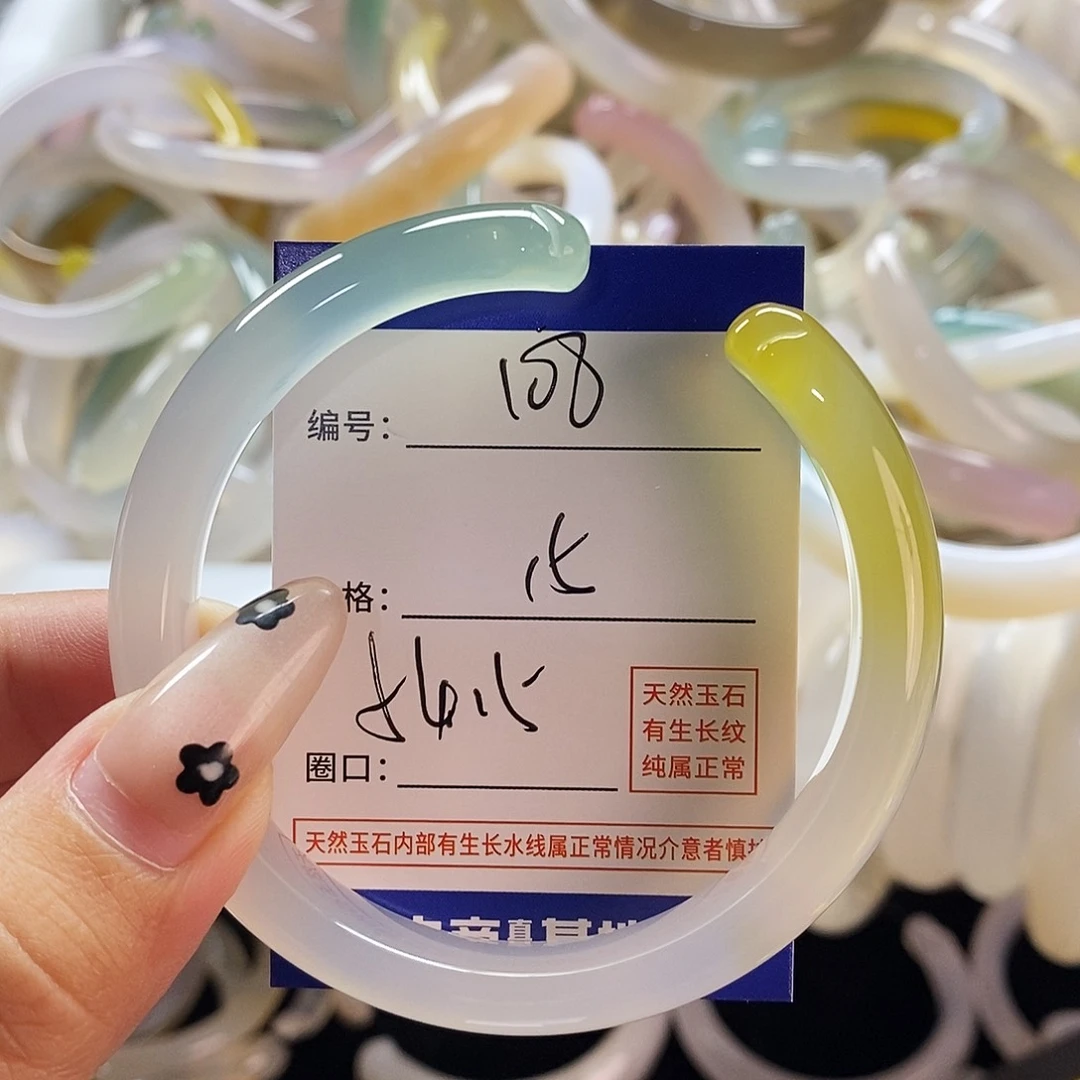 108
编号：
15
格：
圈口：
天然玉石
有生长纹
纯属正常
天然玉石内部有生长水线属正常情况介意者慎